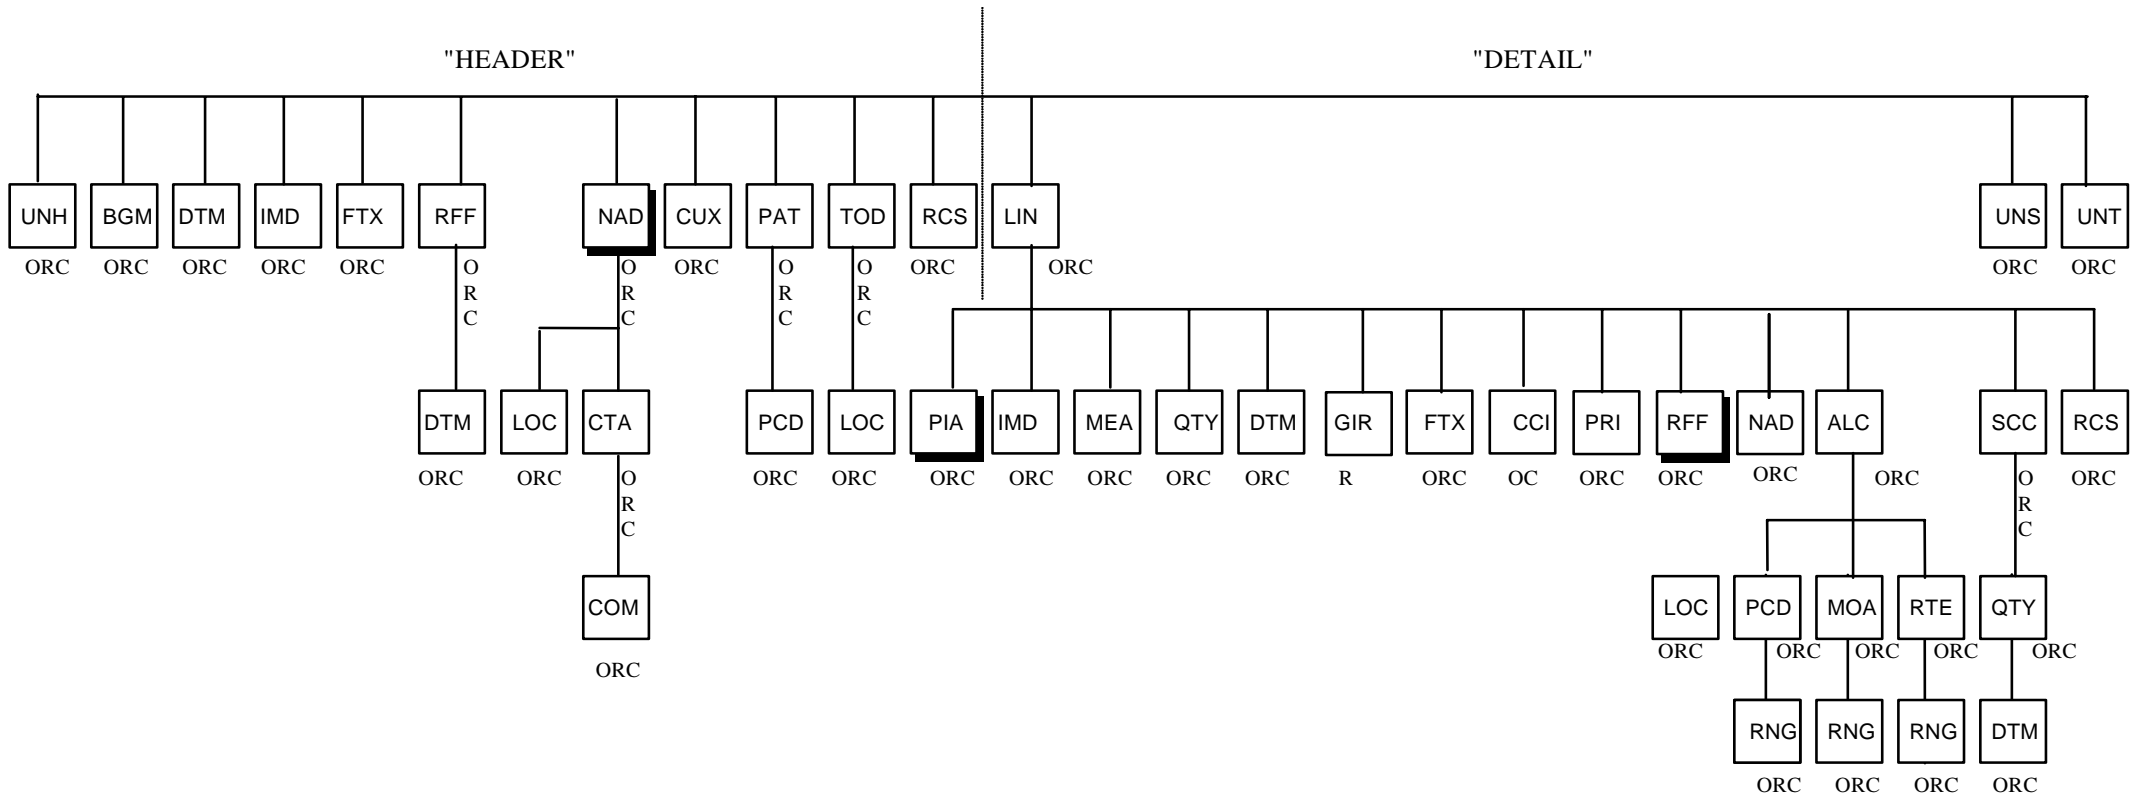 "HEADER" "DETAIL"
UNH BGM DTM IMD FTX RFF NAD CUX PAT TOD RCS LIN UNS UNT
ORC ORC ORC ORC ORC O O ORC O O ORC ORC ORC ORC
R R R R
C C C C
DTM LOC CTA PCD LOC PIA IMD MEA QTY DTM GIR FTX CCI PRI RFF NAD ALC SCC RCS
ORC ORC O ORC ORC ORC ORC ORC ORC ORC R ORC OC ORC ORC ORC ORC O ORC
R R
C C
COM LOC PCD MOA RTE QTY
ORC ORC ORC ORC ORC ORC
RNG RNG RNG DTM
ORC ORC ORC ORC